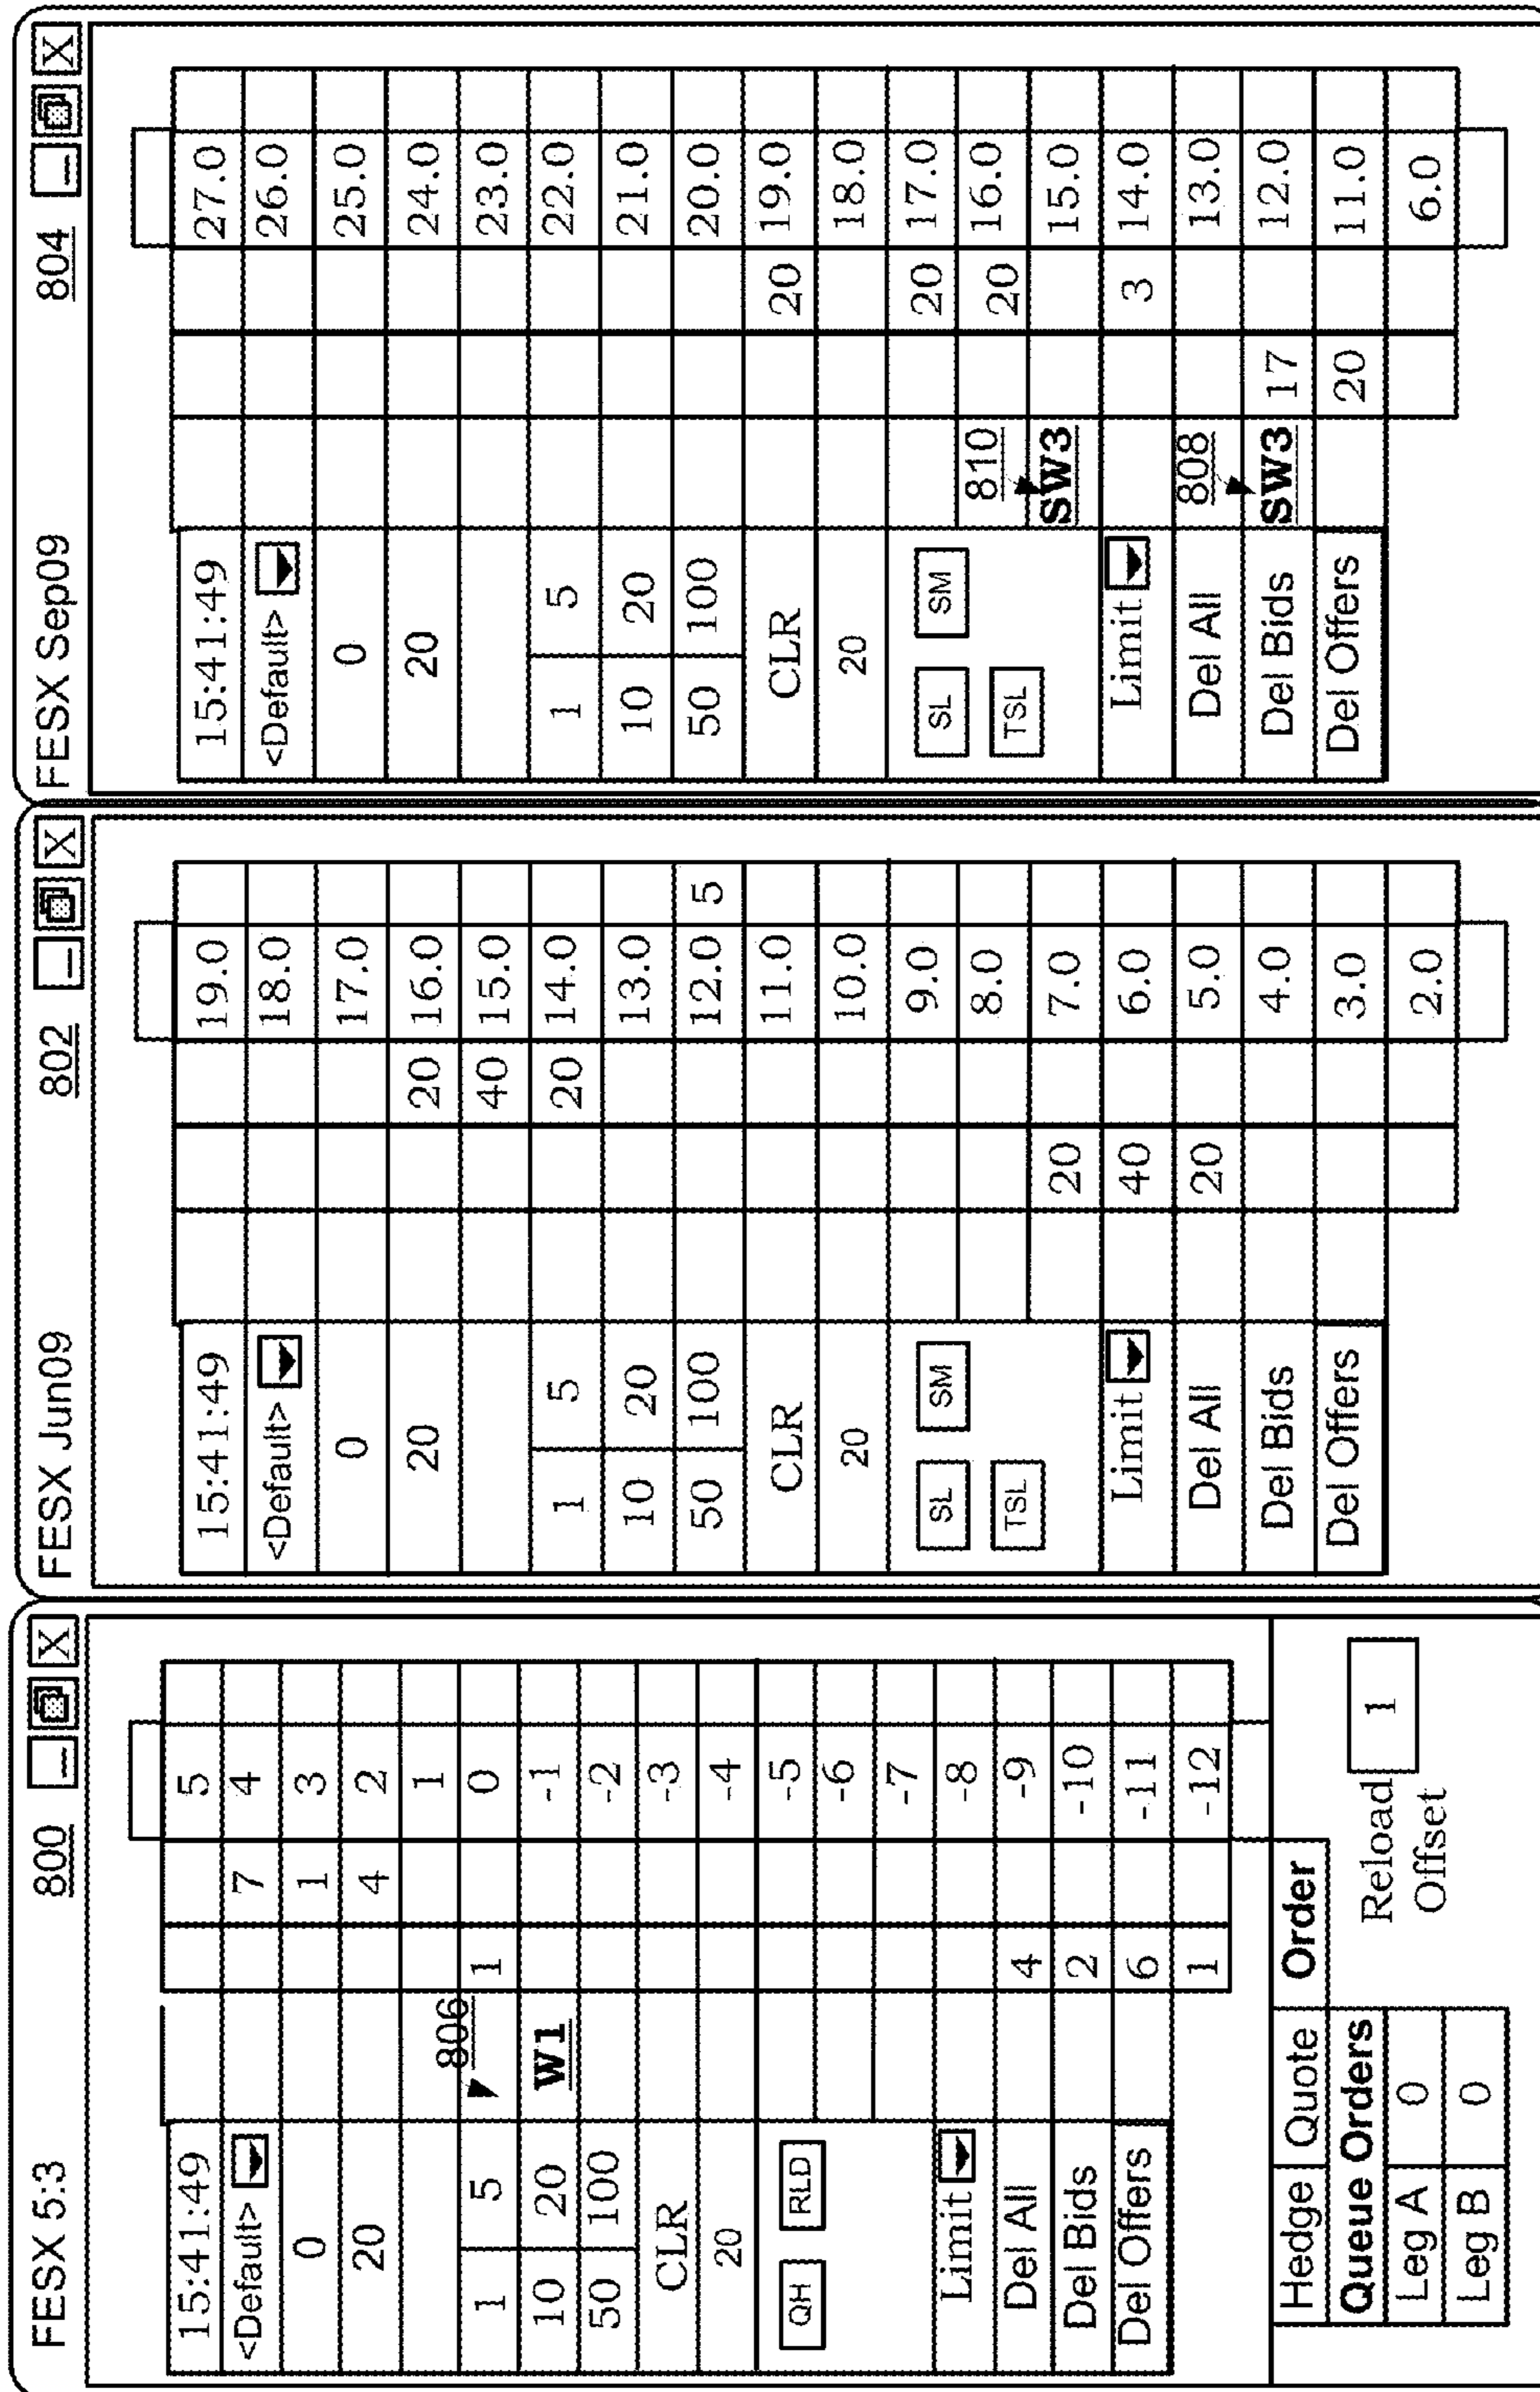 FESX 5:3 800 X
15:41:49 5
<Default> 7 4
0 1 3
20 4 2
806 1
1 5 1 0
10 20 W1 -1
50 100 -2
CLR -3
20 -4
QH RLD -5
-6
-7
Limit -8
Del All 4 -9
Del Bids 2 -10
Del Offers 6 -11
1 -12
Hedge Quote Order
Queue Orders
Leg A 0
Leg B 0
Reload 1
Offset
FESX Jun09 802 X
15:41:49 19.0
<Default> 18.0
0 17.0
20 20 16.0
40 15.0
1 5 20 14.0
10 20 13.0
50 100 12.0 5
CLR 11.0
20 10.0
SL SM 9.0
TSL 8.0
20 7.0
Limit 40 6.0
Del All 20 5.0
Del Bids 4.0
Del Offers 3.0
2.0
FESX Sep09 804 X
15:41:49 27.0
<Default> 26.0
0 25.0
20 24.0
23.0
1 5 22.0
10 20 21.0
50 100 20.0
CLR 20 19.0
20 18.0
SL SM 20 17.0
TSL 810 20 16.0
SW3 15.0
Limit 3 14.0
Del All 808 13.0
Del Bids SW3 17 12.0
Del Offers 20 11.0
6.0